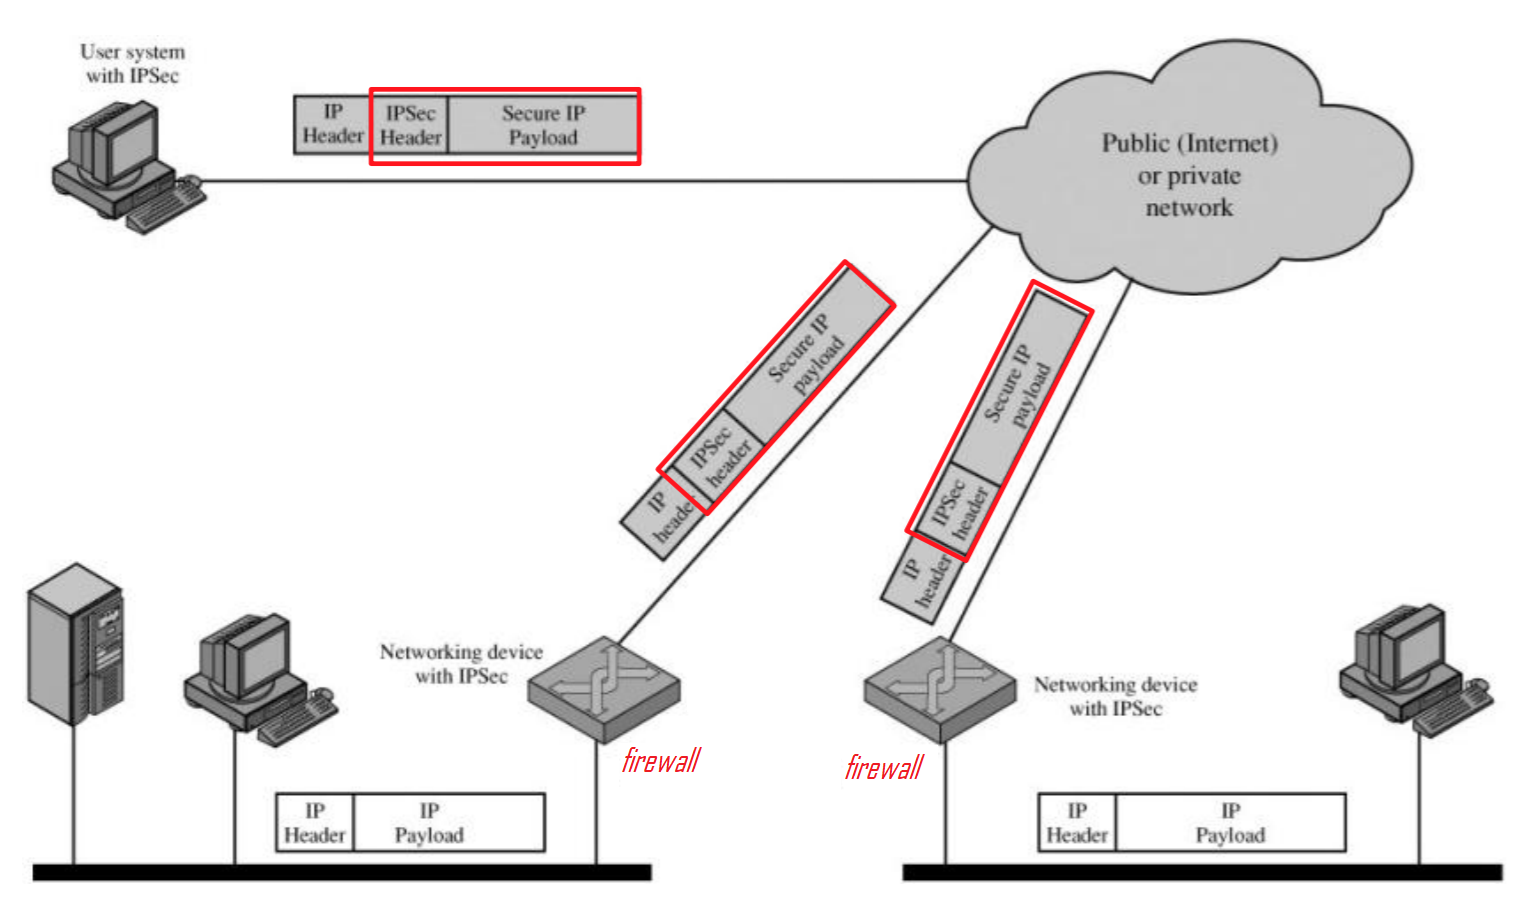 User system
with IPSec
IP
Header
IPSec
Header
Secure IP
Payload
Public (Internet)
or private
network
Secure IP
payload
IPSec
header
IP
header
Secure IP
payload
IPSec
header
IP
header
Networking device
with IPSec
firewall
Networking device
with IPSec
firewall
IP
Header
IP
Payload
IP
Header
IP
Payload